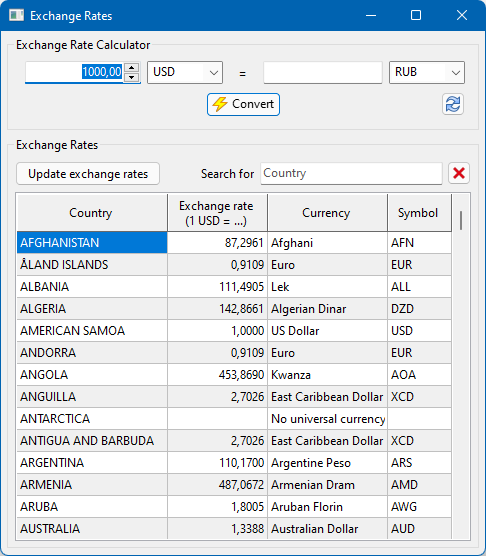 Exchange Rates
Exchange Rate Calculator
1000,00 USD = RUB
Convert
Exchange Rates
Update exchange rates Search for Country
Country Exchange rate (1 USD = ...) Currency Symbol
AFGHANISTAN 87,2961 Afghani AFN
ÅLAND ISLANDS 0,9109 Euro EUR
ALBANIA 111,4905 Lek ALL
ALGERIA 142,8661 Algerian Dinar DZD
AMERICAN SAMOA 1,0000 US Dollar USD
ANDORRA 0,9109 Euro EUR
ANGOLA 453,8690 Kwanza AOA
ANGUILLA 2,7026 East Caribbean Dollar XCD
ANTARCTICA No universal currency
ANTIGUA AND BARBUDA 2,7026 East Caribbean Dollar XCD
ARGENTINA 110,1700 Argentine Peso ARS
ARMENIA 487,0672 Armenian Dram AMD
ARUBA 1,8005 Aruban Florin AWG
AUSTRALIA 1,3388 Australian Dollar AUD